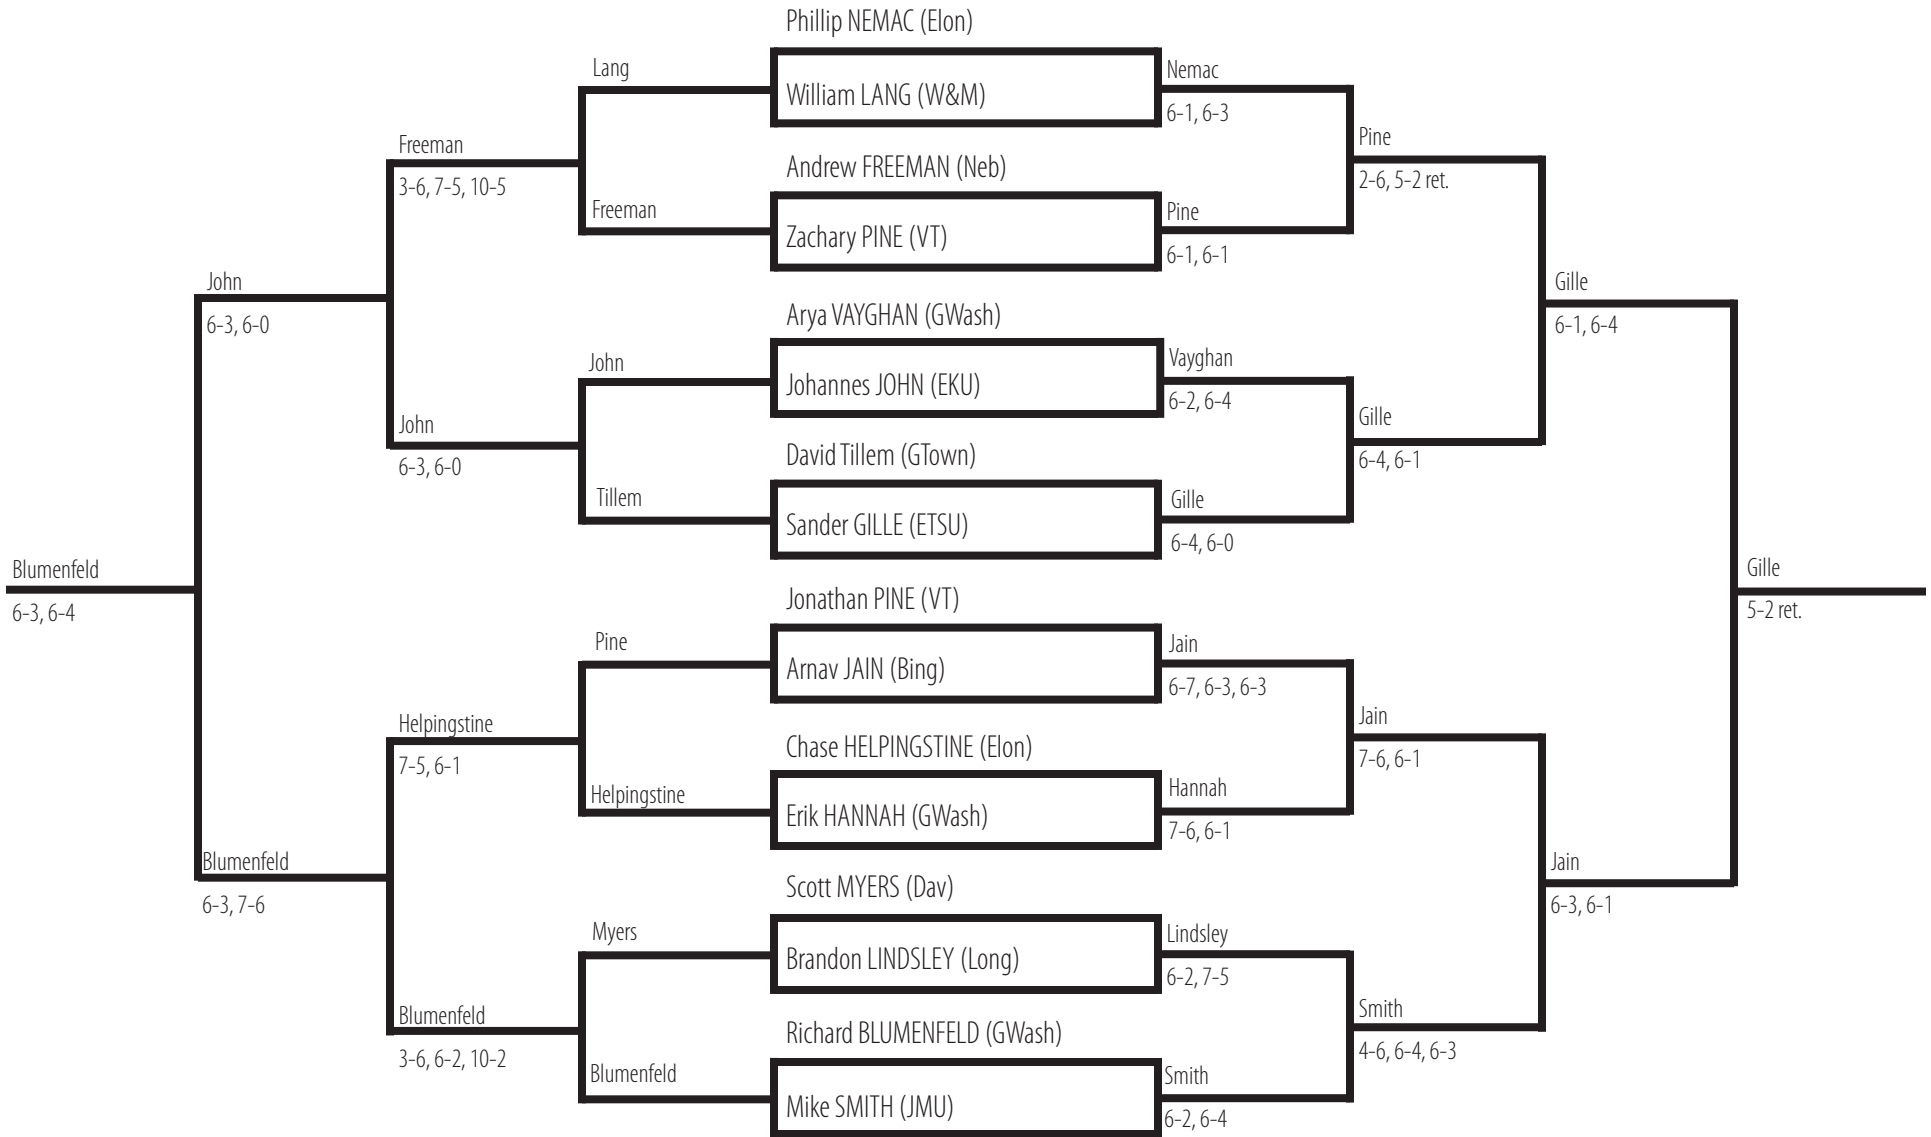 Phillip NEMAC (Elon)
Lang
Nemac
William LANG (W&M)
6-1, 6-3
Freeman
Pine
Andrew FREEMAN (Neb)
3-6, 7-5, 10-5
2-6, 5-2 ret.
Freeman
Pine
Zachary PINE (VT)
6-1, 6-1
John
Gille
Arya VAYGHAN (GWash)
6-3, 6-0
6-1, 6-4
John
Vayghan
Johannes JOHN (EKU)
6-2, 6-4
John
Gille
David Tillem (GTown)
6-3, 6-0
6-4, 6-1
Tillem
Gille
Sander GILLE (ETSU)
6-4, 6-0
Blumenfeld
Gille
6-3, 6-4
Jonathan PINE (VT)
5-2 ret.
Pine
Jain
Arnav JAIN (Bing)
6-7, 6-3, 6-3
Helpingstine
Jain
Chase HELPINGSTINE (Elon)
7-5, 6-1
7-6, 6-1
Helpingstine
Hannah
Erik HANNAH (GWash)
7-6, 6-1
Blumenfeld
Jain
Scott MYERS (Dav)
6-3, 7-6
6-3, 6-1
Myers
Lindsley
Brandon LINDSLEY (Long)
6-2, 7-5
Blumenfeld
Smith
Richard BLUMENFELD (GWash)
3-6, 6-2, 10-2
4-6, 6-4, 6-3
Blumenfeld
Smith
Mike SMITH (JMU)
6-2, 6-4